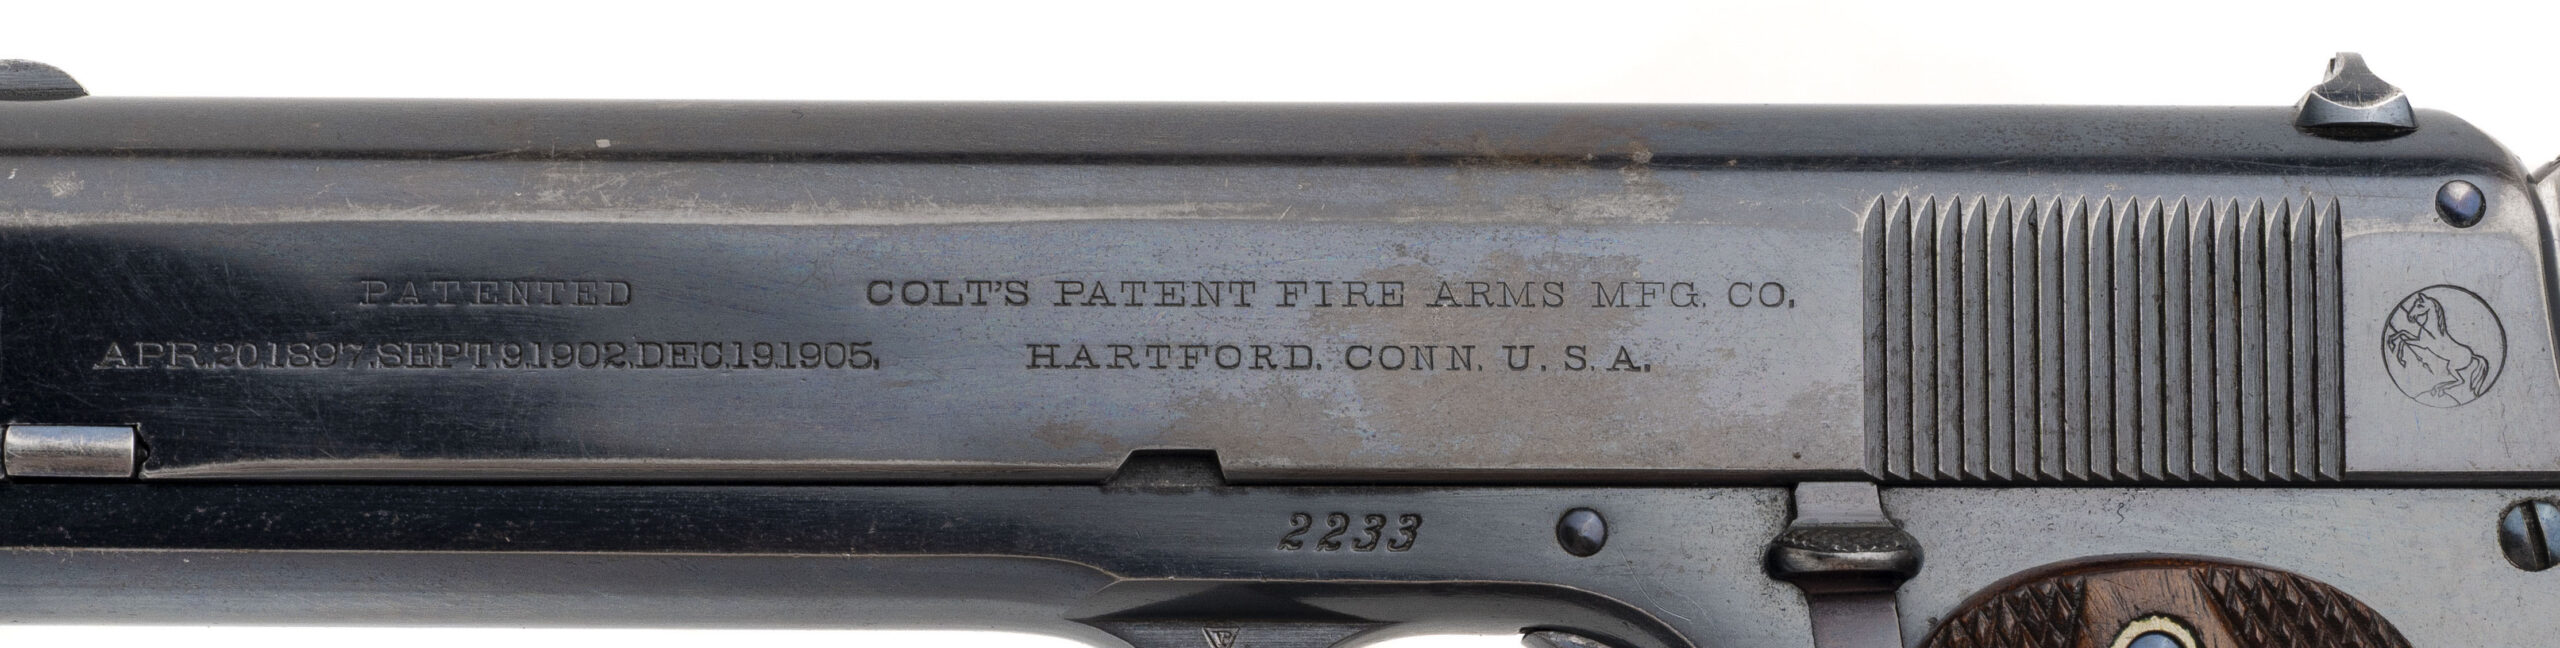 PATENTED
APR.20.1897.SEPT.9.1902.DEC.19.1905.
COLT'S PATENT FIRE ARMS MFG. CO.
HARTFORD. CONN. U.S.A.
2233
VP